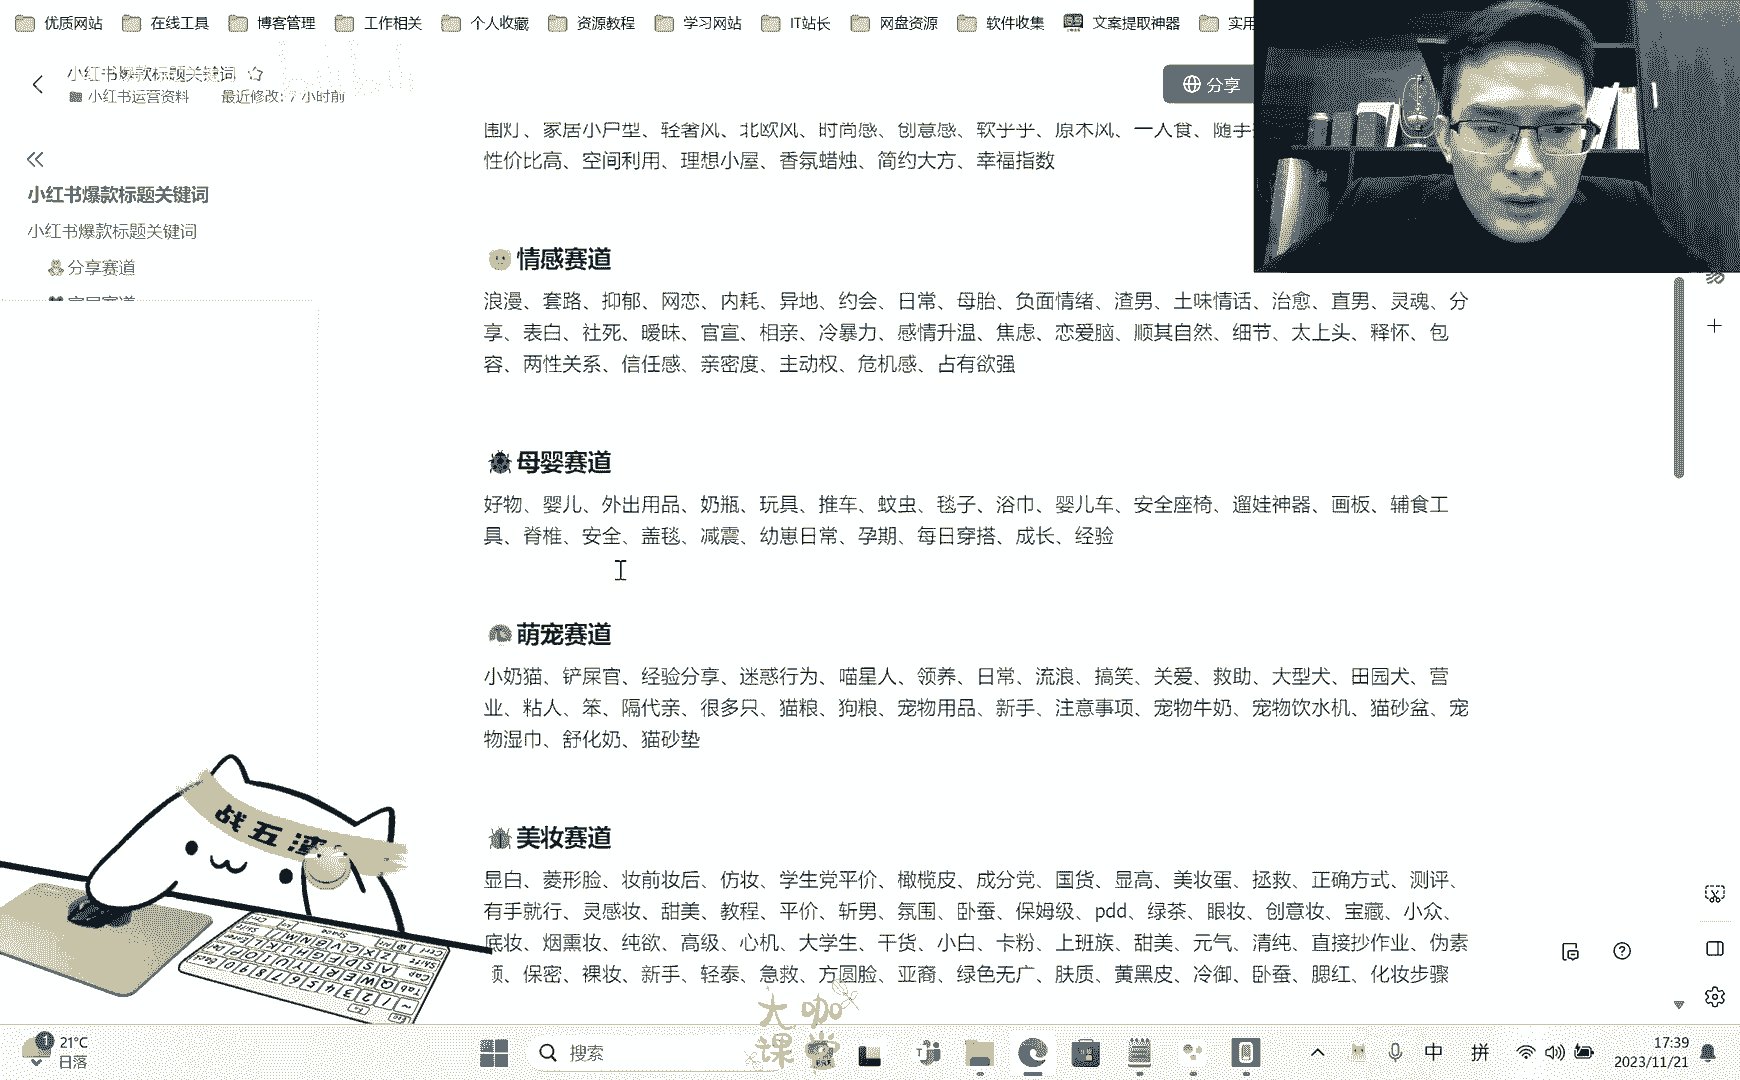 优质网站 在线工具 博客管理 工作相关 个人收藏 资源教程 学习网站 IT站长 网盘资源 软件收集 文案提取神器 实用
小红书爆款标题关键词
小红书运营资料 最近修改: 7 小时前
分享
小红书爆款标题关键词
小红书爆款标题关键词
分享赛道
家居赛道
围灯、家居小户型、轻奢风、北欧风、时尚感、创意感、软乎乎、原木风、一人食、随手
性价比高、空间利用、理想小屋、香氛蜡烛、简约大方、幸福指数
情感赛道
浪漫、套路、抑郁、网恋、内耗、异地、约会、日常、母胎、负面情绪、渣男、土味情话、治愈、直男、灵魂、分
享、表白、社死、暧昧、官宣、相亲、冷暴力、感情升温、焦虑、恋爱脑、顺其自然、细节、太上头、释怀、包
容、两性关系、信任感、亲密度、主动权、危机感、占有欲强
母婴赛道
好物、婴儿、外出用品、奶瓶、玩具、推车、蚊虫、毯子、浴巾、婴儿车、安全座椅、遛娃神器、画板、辅食工
具、脊椎、安全、盖毯、减震、幼崽日常、孕期、每日穿搭、成长、经验
萌宠赛道
小奶猫、铲屎官、经验分享、迷惑行为、喵星人、领养、日常、流浪、搞笑、关爱、救助、大型犬、田园犬、营
业、粘人、笨、隔代亲、很多只、猫粮、狗粮、宠物用品、新手、注意事项、宠物牛奶、宠物饮水机、猫砂盆、宠
物湿巾、舒化奶、猫砂垫
美妆赛道
显白、菱形脸、妆前妆后、仿妆、学生党平价、橄榄皮、成分党、国货、显高、美妆蛋、拯救、正确方式、测评、
有手就行、灵感妆、甜美、教程、平价、斩男、氛围、卧蚕、保姆级、pdd、绿茶、眼妆、创意妆、宝藏、小众、
底妆、烟熏妆、纯欲、高级、心机、大学生、干货、小白、卡粉、上班族、甜美、元气、清纯、直接抄作业、伪素
颜、保密、裸妆、新手、轻泰、急救、方圆脸、亚裔、绿色无广、肤质、黄黑皮、冷御、卧蚕、腮红、化妆步骤
战五渣
大咖
课堂
1
21°C
日落
搜索
中 拼
17:39
2023/11/21